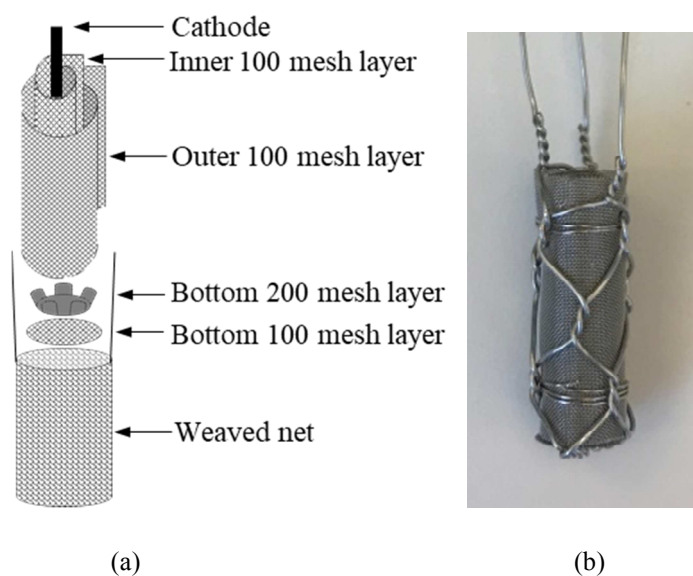 Cathode
Inner 100 mesh layer
Outer 100 mesh layer
Bottom 200 mesh layer
Bottom 100 mesh layer
Weaved net
(a)
(b)